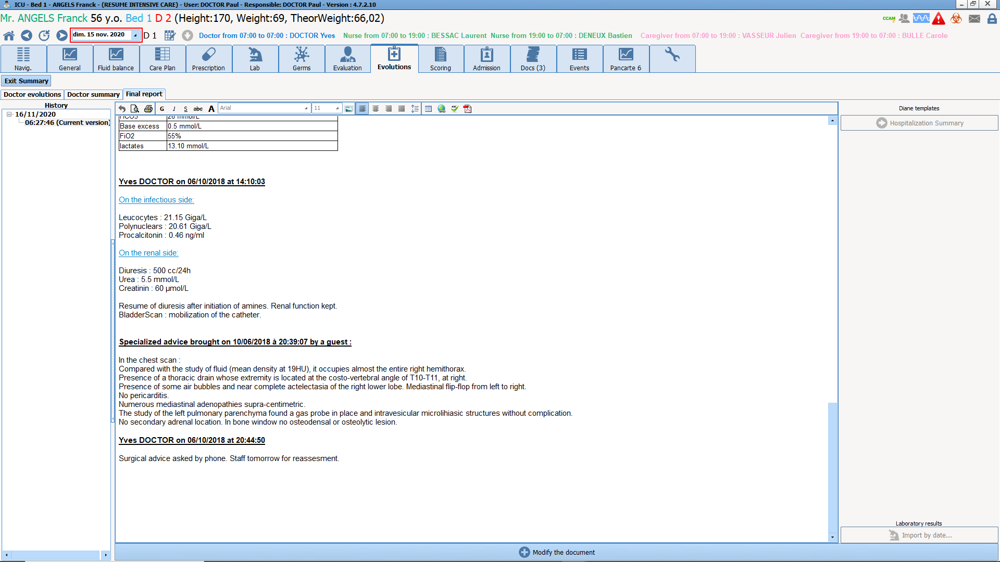 ICU - Bed 1 - ANGELS Franck - (RESUME INTENSIVE CARE) - User: DOCTOR Paul - Responsible: DOCTOR Paul - Version : 4.7.2.10
Mr. ANGELS Franck 56 y.o. Bed 1 D 2 (Height:170, Weight:69, TheorWeight:66,02)
CCAM
dim. 15 nov. 2020
D 1
Doctor from 07:00 to 07:00 : DOCTOR Yves Nurse from 07:00 to 19:00 : BESSAC Laurent Nurse from 19:00 to 07:00 : DENEUX Bastien Caregiver from 07:00 to 19:00 : VASSEUR Julien Caregiver from 19:00 to 07:00 : BULLE Carole
Navig. General Fluid balance Care Plan Prescription Lab Germs Evaluation Evolutions Scoring Admission Docs (3) Events Pancarte 6
Exit Summary
Doctor evolutions Doctor summary Final report
History
16/11/2020
06:27:46 (Current version)
G I S abc A Arial 11
HCO3 26 mmol/L
Base excess 0.5 mmol/L
FiO2 55%
lactates 13.10 mmol/L
Yves DOCTOR on 06/10/2018 at 14:10:03
On the infectious side:
Leucocytes : 21.15 Giga/L
Polynuclears : 20.61 Giga/L
Procalcitonin : 0.46 ng/ml
On the renal side:
Diuresis : 500 cc/24h
Urea : 5.5 mmol/L
Creatinin : 60 µmol/L
Resume of diuresis after initiation of amines. Renal function kept.
BladderScan : mobilization of the catheter.
Specialized advice brought on 10/06/2018 à 20:39:07 by a guest :
In the chest scan :
Compared with the study of fluid (mean density at 19HU), it occupies almost the entire right hemithorax.
Presence of a thoracic drain whose extremity is located at the costo-vertebral angle of T10-T11, at right.
Presence of some air bubbles and near complete actelectasia of the right lower lobe. Mediastinal flip-flop from left to right.
No pericarditis.
Numerous mediastinal adenopathies supra-centimetric.
The study of the left pulmonary parenchyma found a gas probe in place and intravesicular microlihiasic structures without complication.
No secondary adrenal location. In bone window no osteodensal or osteolytic lesion.
Yves DOCTOR on 06/10/2018 at 20:44:50
Surgical advice asked by phone. Staff tomorrow for reassesment.
Modify the document
Diane templates
Hospitalization Summary
Laboratory results
Import by date...